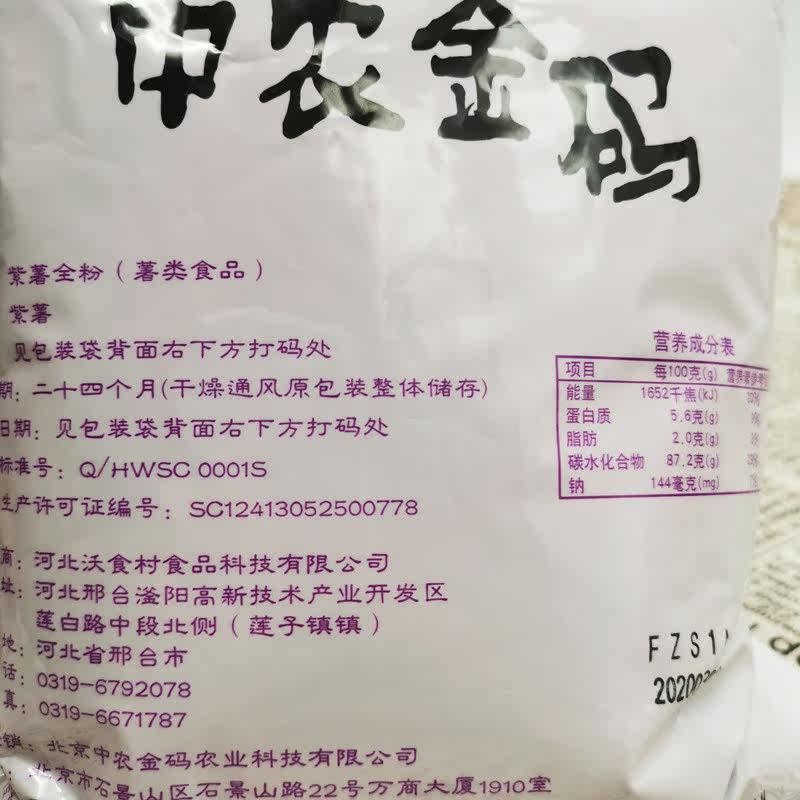 中农金码
紫薯全粉（薯类食品）
紫薯
见包装袋背面右下方打码处
期：二十四个月(干燥通风原包装整体储存)
日期：见包装袋背面右下方打码处
标准号：Q/HWSC 0001S
生产许可证编号：SC12413052500778
商：河北沃食村食品科技有限公司
址：河北邢台滏阳高新技术产业开发区
莲白路中段北侧（莲子镇镇）
地：河北省邢台市
话：0319-6792078
真：0319-6671787
销：北京中农金码农业科技有限公司
：北京市石景山区石景山路22号万商大厦1910室
营养成分表
项目 每100克(g)
能量 1652千焦(kJ)
蛋白质 5.6克(g)
脂肪 2.0克(g)
碳水化合物 87.2克(g)
钠 144毫克(mg)
FZS1
20200